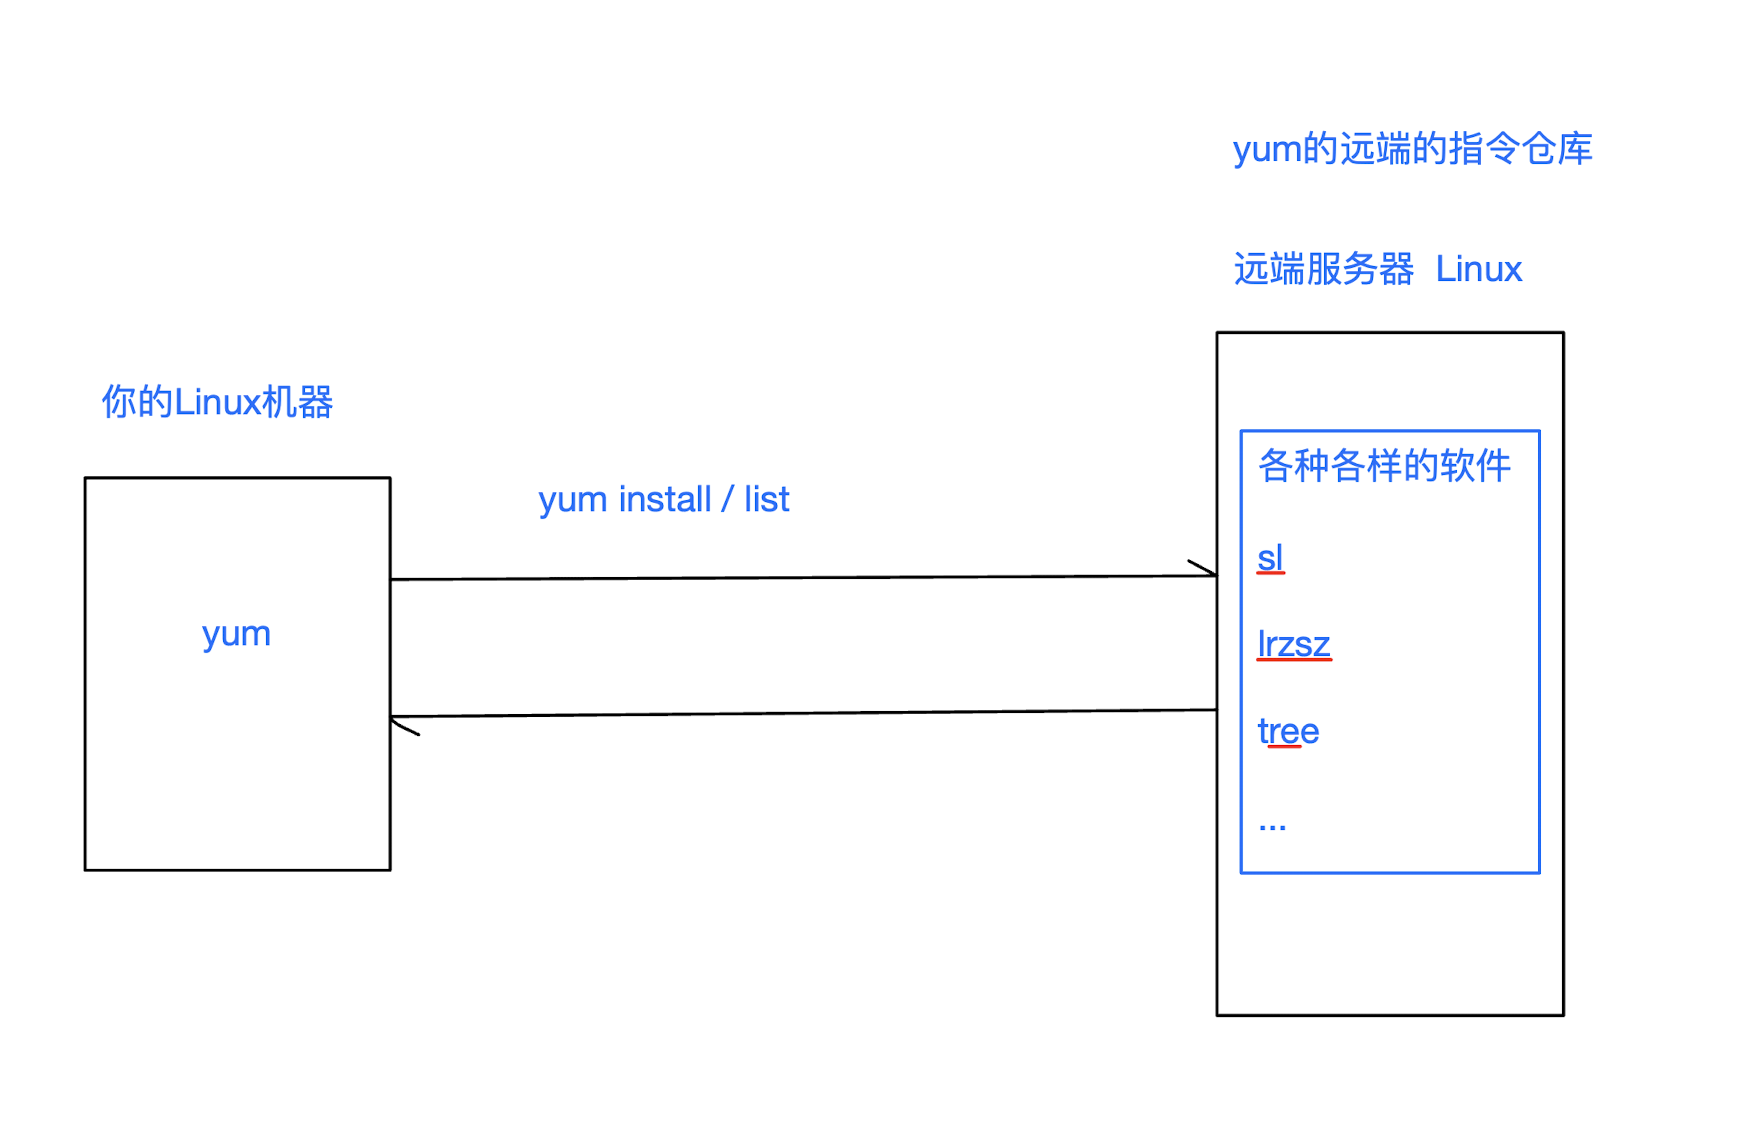 yum的远端的指令仓库
远端服务器 Linux
你的Linux机器
yum install / list
yum
各种各样的软件
sl
lrzsz
tree
...